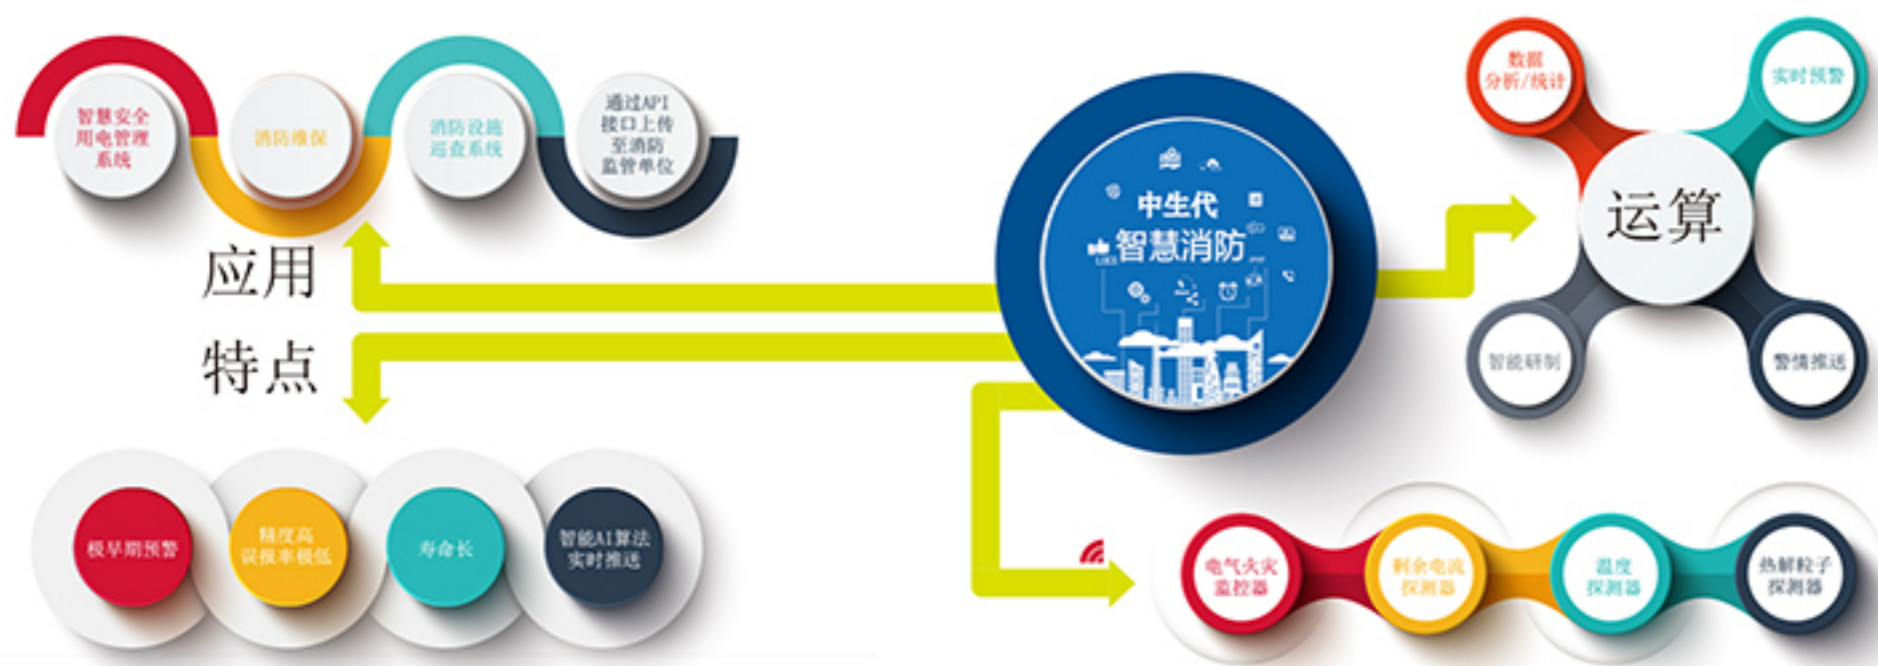 智慧安全
用电管理
系统
消防维保
消防设施
巡查系统
通过API
接口上传
至消防
监管单位
应用
特点
极早期预警
精度高
误报率极低
寿命长
智能AI算法
实时推送
中生代
智慧消防
LIKE
数据
分析/统计
实时预警
运算
智能研制
警情推送
电气火灾
监控器
剩余电流
探测器
温度
探测器
热解粒子
探测器